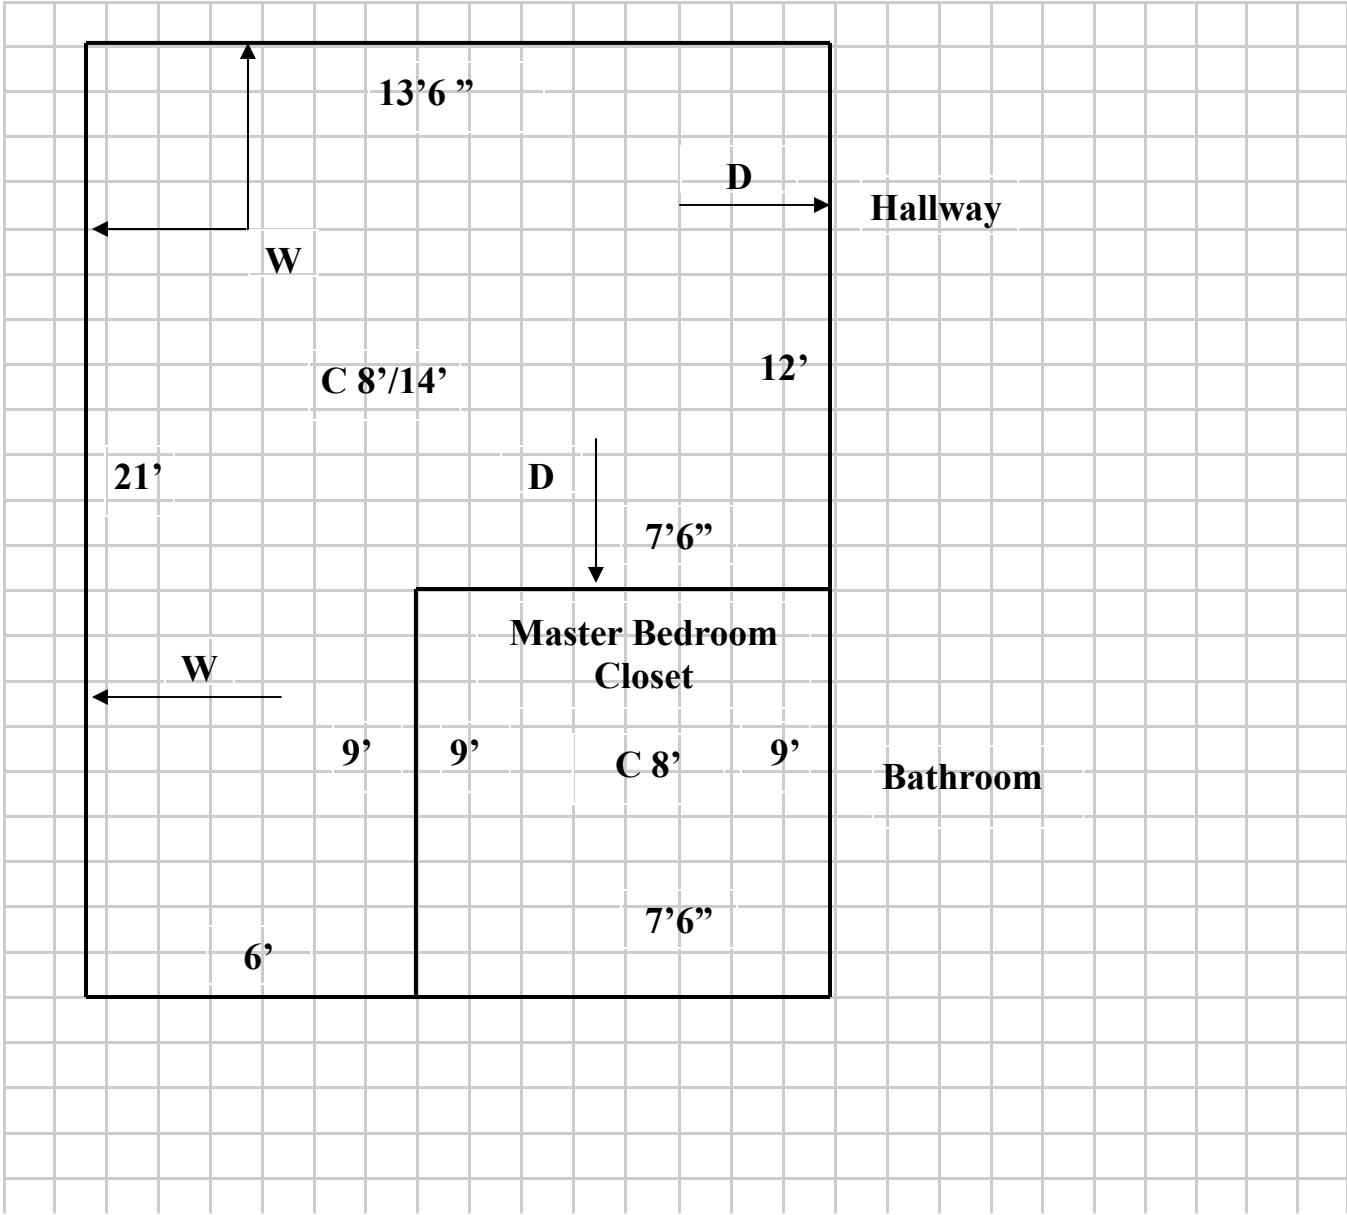 13’6 ”
D
Hallway
W
C 8’/14’
12’
21’
D
7’6”
Master Bedroom
Closet
W
9’
9’
C 8’
9’
Bathroom
7’6”
6’